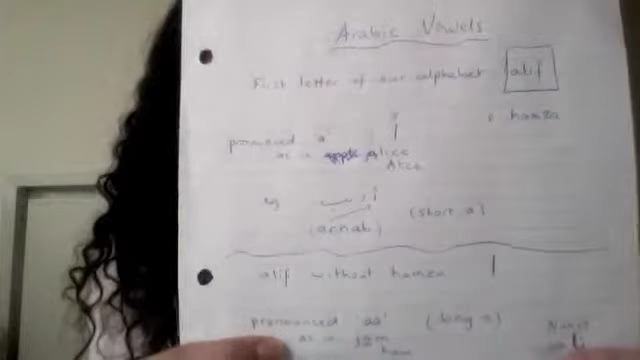 Arabic Vowels
First letter of our alphabet alif
ء hamza
أ
pronounced 'a'
as in Alice
Alice
eg
(arnab) (short a)
alif without hamza ا
pronounced 'aa' (long a)
as in